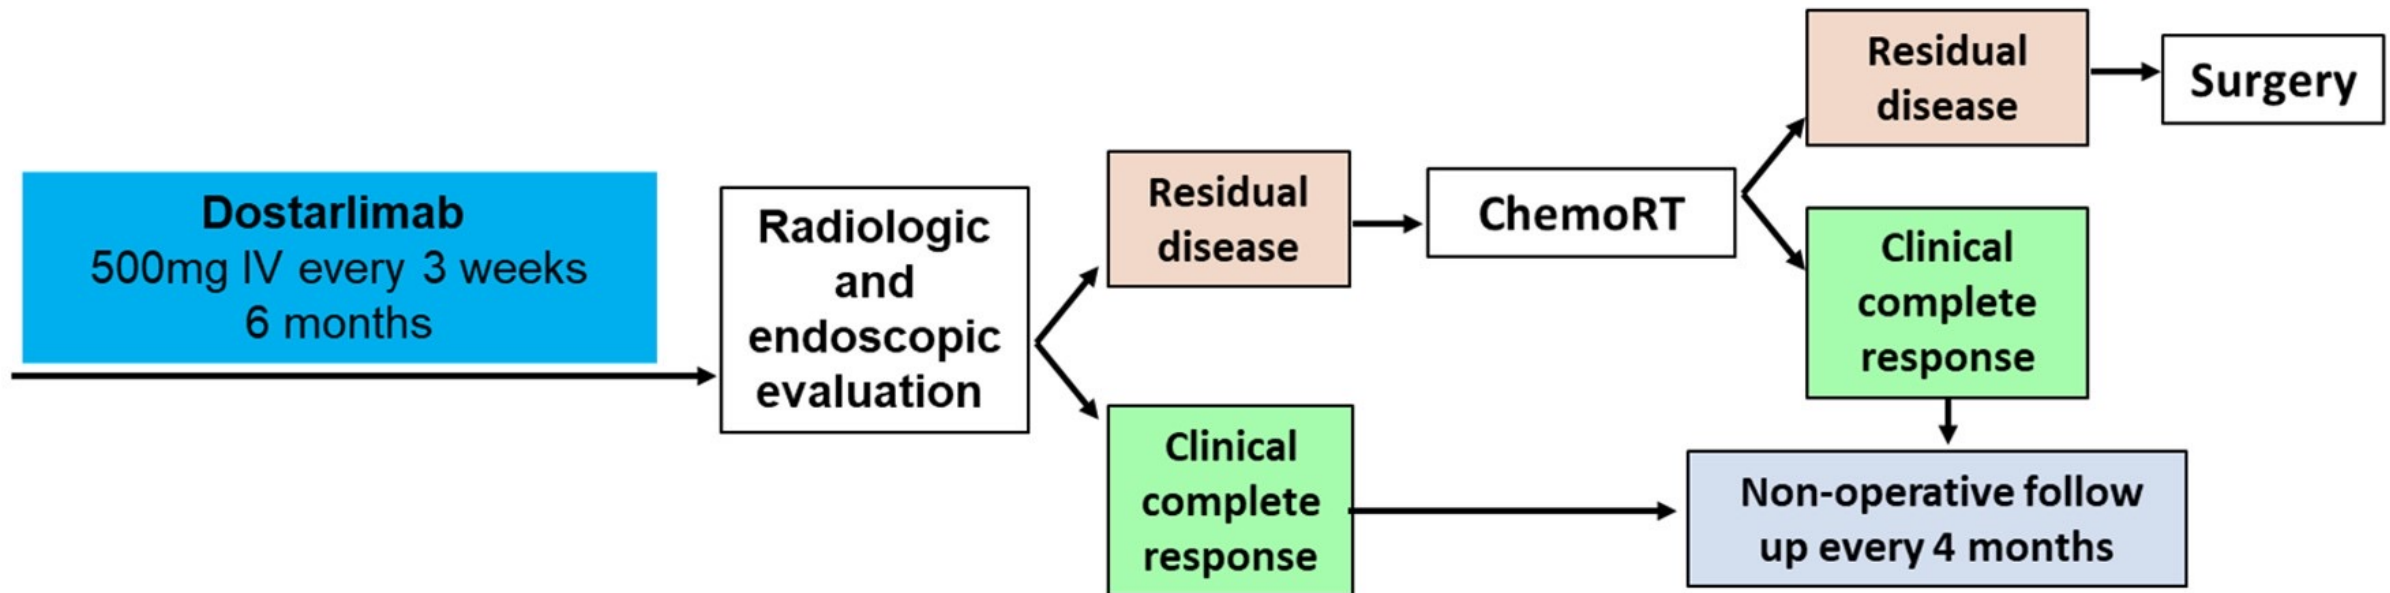 Dostarlimab
500mg IV every 3 weeks
6 months
Radiologic
and
endoscopic
evaluation
Residual
disease
Clinical
complete
response
ChemoRT
Residual
disease
Surgery
Clinical
complete
response
Non-operative follow
up every 4 months